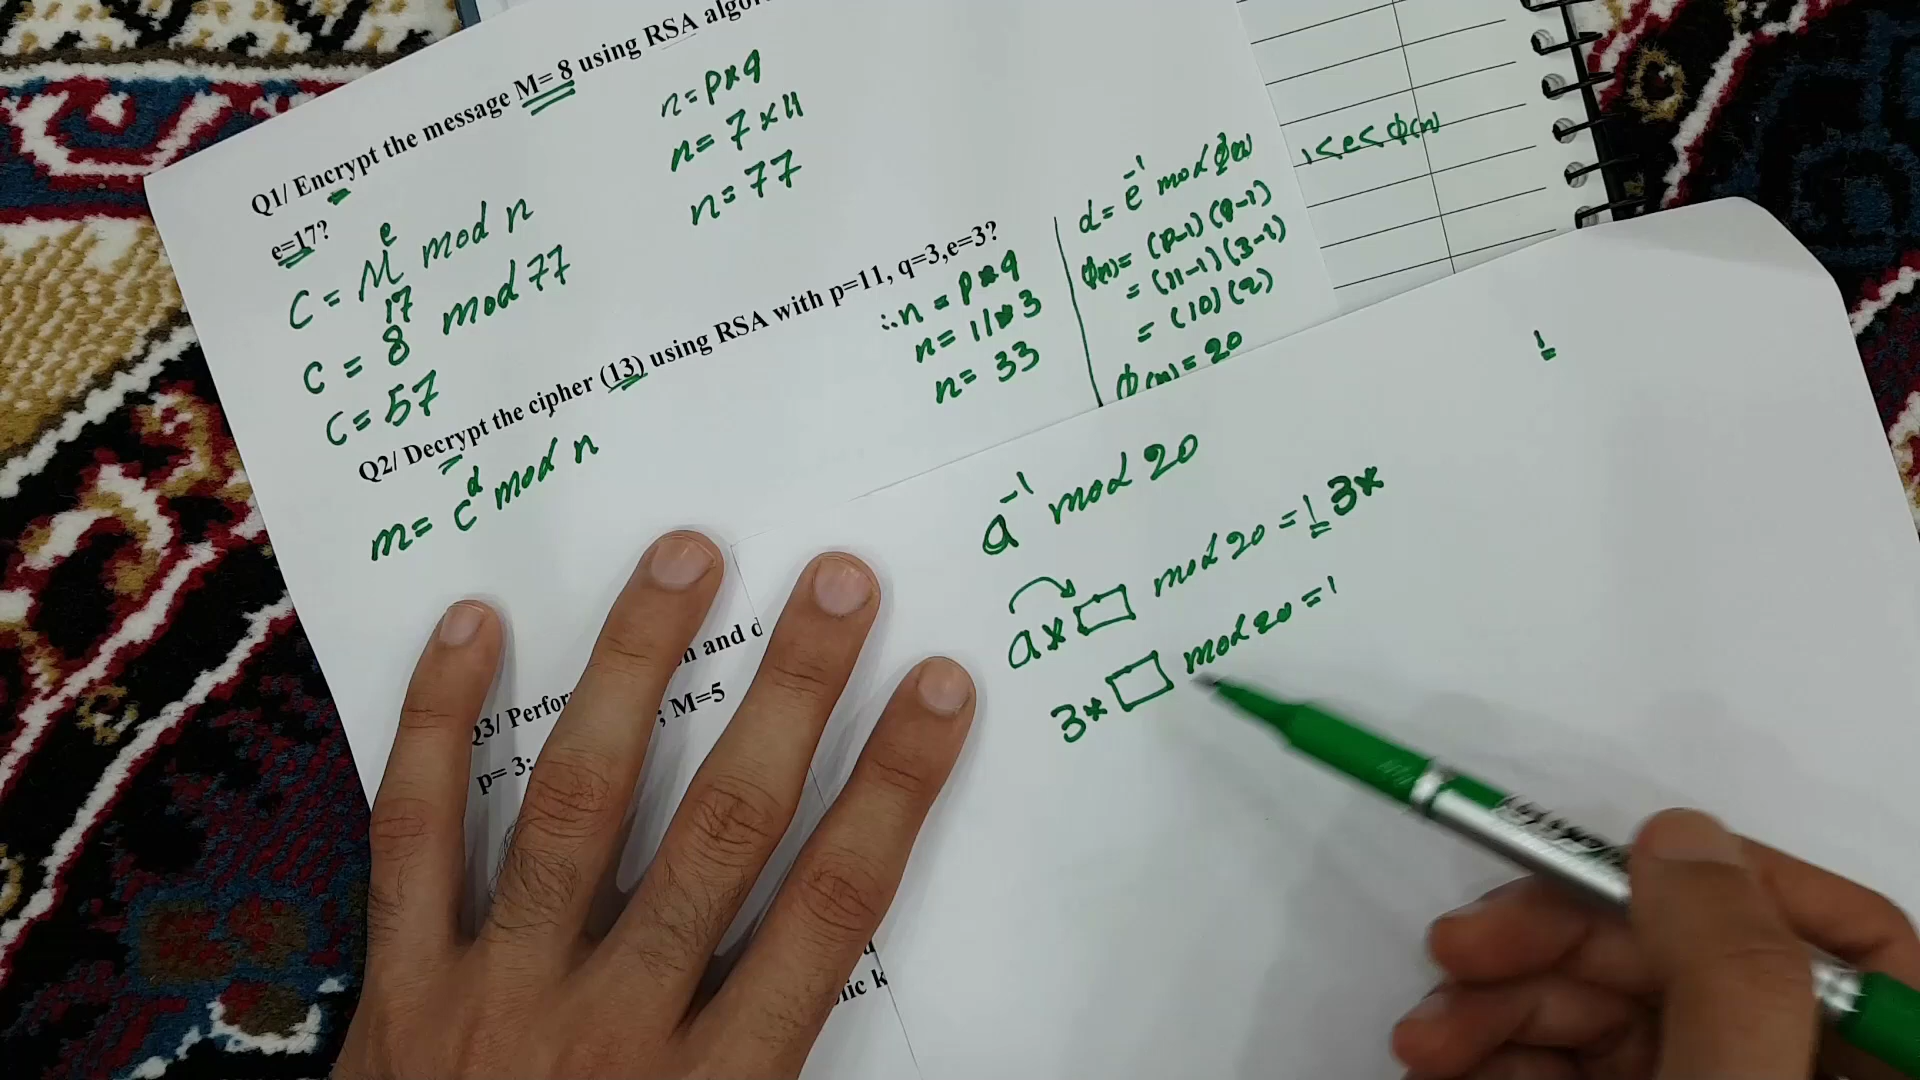 Q1/ Encrypt the message M= 8 using RSA
e=17?
C = M^e mod n
C = 8^17 mod 77
C = 57
n = p*q
n = 7 * 11
n = 77
Q2/ Decrypt the cipher (13) using RSA with p=11, q=3,e=3?
m = c^d mod n
∴n = p*q
n = 11*3
n = 33
d = e^-1 mod φ(n)
φ(n) = (p-1)(q-1)
= (11-1)(3-1)
= (10)(2)
φ(n) = 20
1<e<φ(n)
1
a^-1 mod 20
a* □ mod 20 = 1 3*
3* □ mod 20 = 1
Q3/ and
p= 3; ; M=5